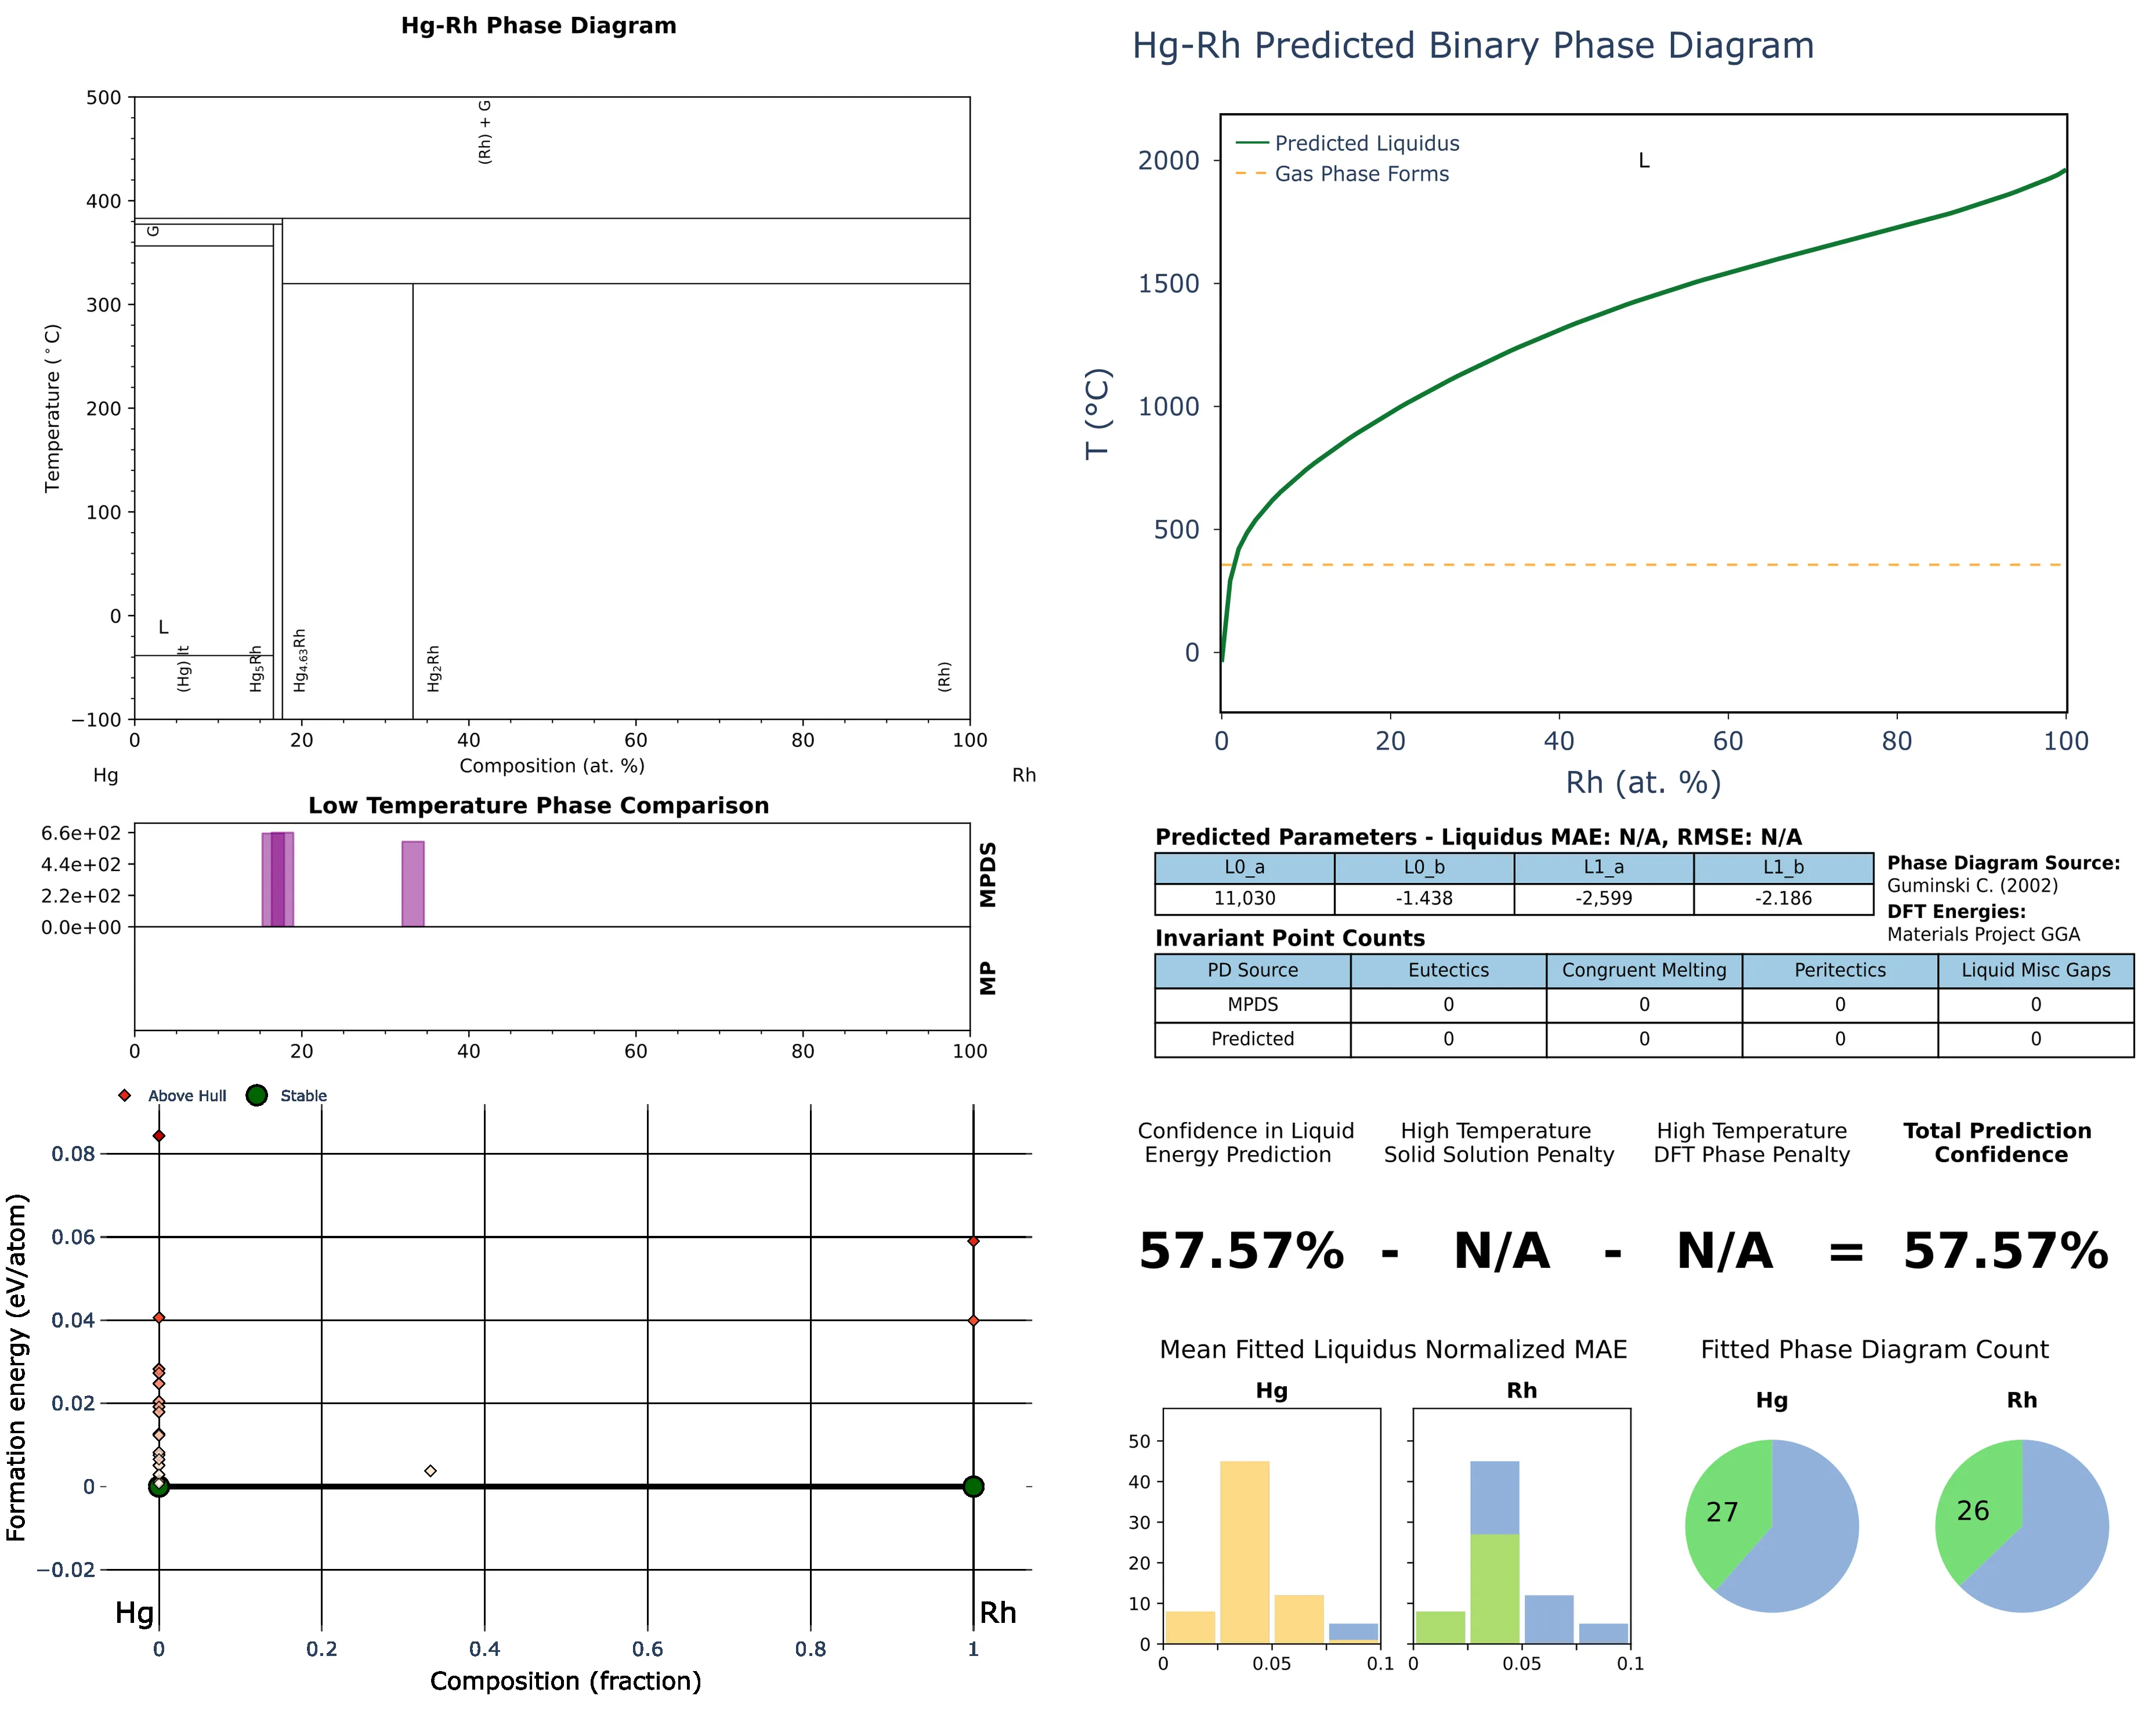 Hg-Rh Phase Diagram
500
400
300
200
100
0
−100
Temperature (°C)
(Rh) + G
G
L
(Hg) lt
Hg5Rh
Hg4.63Rh
Hg2Rh
(Rh)
0 20 40 60 80 100
Composition (at. %)
Hg Rh
Low Temperature Phase Comparison
6.6e+02
4.4e+02
2.2e+02
0.0e+00
MPDS
MP
0 20 40 60 80 100
Above Hull Stable
0.08
0.06
0.04
0.02
0
−0.02
Formation energy (eV/atom)
Hg Rh
0 0.2 0.4 0.6 0.8 1
Composition (fraction)
Hg-Rh Predicted Binary Phase Diagram
Predicted Liquidus
Gas Phase Forms
L
2000
1500
1000
500
0
T (°C)
0 20 40 60 80 100
Rh (at. %)
Predicted Parameters - Liquidus MAE: N/A, RMSE: N/A
L0_a L0_b L1_a L1_b
11,030 -1.438 -2,599 -2.186
Phase Diagram Source:
Guminski C. (2002)
DFT Energies:
Materials Project GGA
Invariant Point Counts
PD Source Eutectics Congruent Melting Peritectics Liquid Misc Gaps
MPDS 0 0 0 0
Predicted 0 0 0 0
Confidence in Liquid
Energy Prediction
High Temperature
Solid Solution Penalty
High Temperature
DFT Phase Penalty
Total Prediction
Confidence
57.57% - N/A - N/A = 57.57%
Mean Fitted Liquidus Normalized MAE
Hg Rh
50
40
30
20
10
0
0 0.05 0.1 0 0.05 0.1
Fitted Phase Diagram Count
Hg Rh
27 26